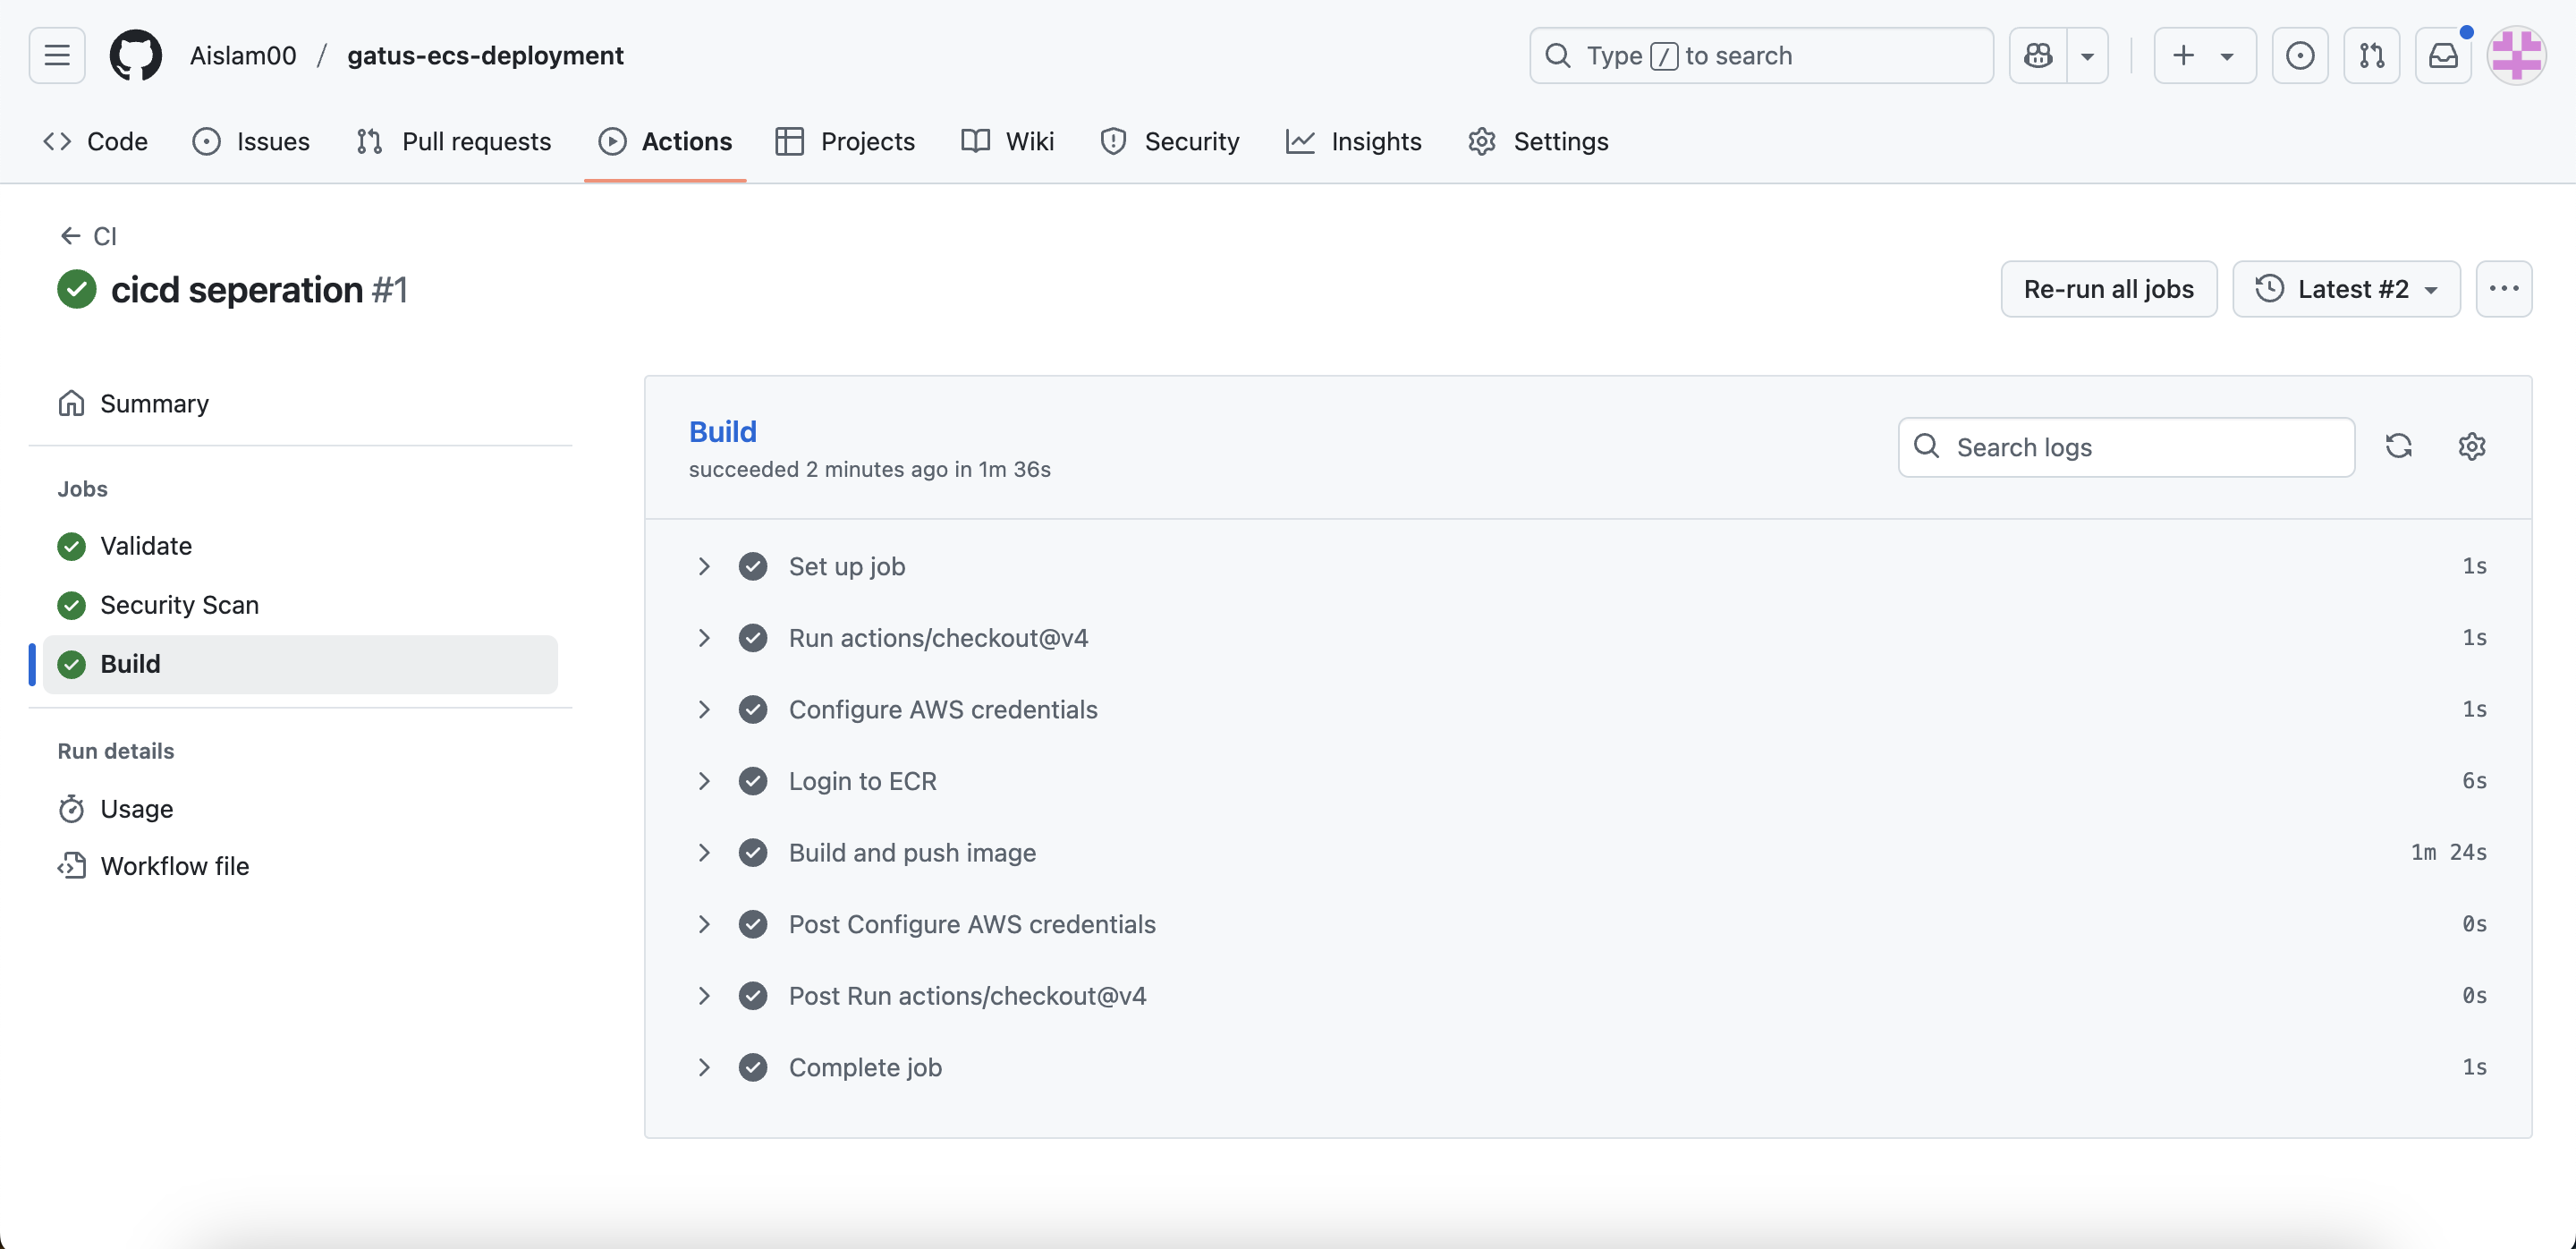 Aislam00 / gatus-ecs-deployment
Type / to search
Code
Issues
Pull requests
Actions
Projects
Wiki
Security
Insights
Settings
CI
cicd seperation #1
Re-run all jobs
Latest #2
Summary
Jobs
Validate
Security Scan
Build
Run details
Usage
Workflow file
Build
succeeded 2 minutes ago in 1m 36s
Search logs
Set up job 1s
Run actions/checkout@v4 1s
Configure AWS credentials 1s
Login to ECR 6s
Build and push image 1m 24s
Post Configure AWS credentials 0s
Post Run actions/checkout@v4 0s
Complete job 1s